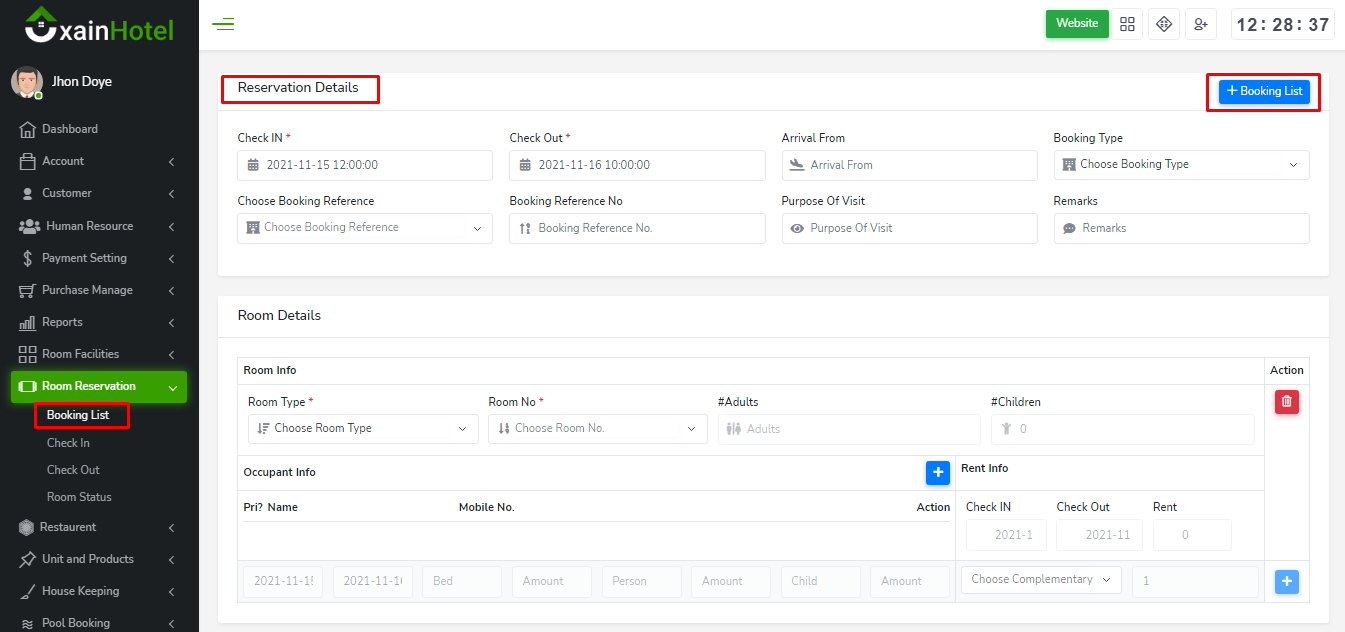 xainHotel
Website
12:28:37
Jhon Doye
Dashboard
Account
Customer
Human Resource
Payment Setting
Purchase Manage
Reports
Room Facilities
Room Reservation
Booking List
Check In
Check Out
Room Status
Restaurent
Unit and Products
House Keeping
Pool Booking
Reservation Details
+ Booking List
Check IN * Check Out * Arrival From Booking Type
2021-11-15 12:00:00 2021-11-16 10:00:00 Arrival From Choose Booking Type
Choose Booking Reference Booking Reference No Purpose Of Visit Remarks
Choose Booking Reference Booking Reference No. Purpose Of Visit Remarks
Room Details
Room Info Action
Room Type * Room No * #Adults #Children
Choose Room Type Choose Room No. Adults 0
Occupant Info + Rent Info
Pri? Name Mobile No. Action Check IN Check Out Rent
2021-1 2021-11 0
2021-11-15 2021-11-16 Bed Amount Person Amount Child Amount Choose Complementary 1 +